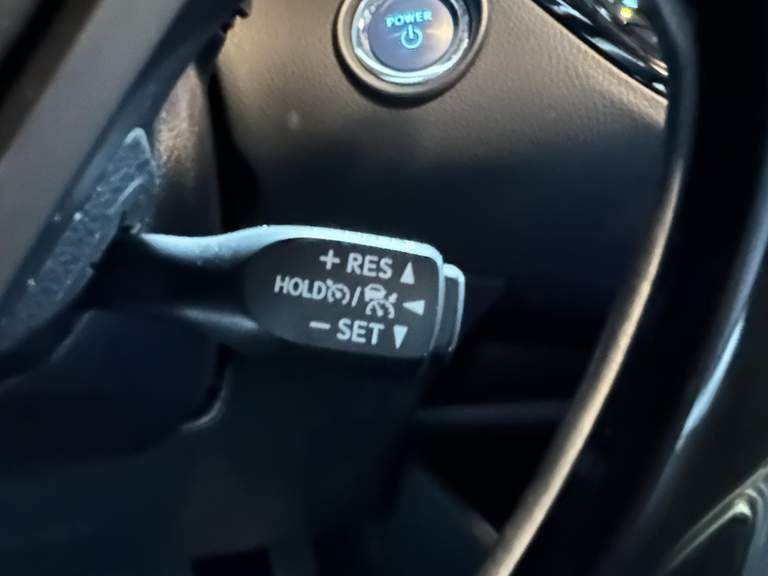 POWER
+ RES ▲
HOLD / ◀
− SET ▼